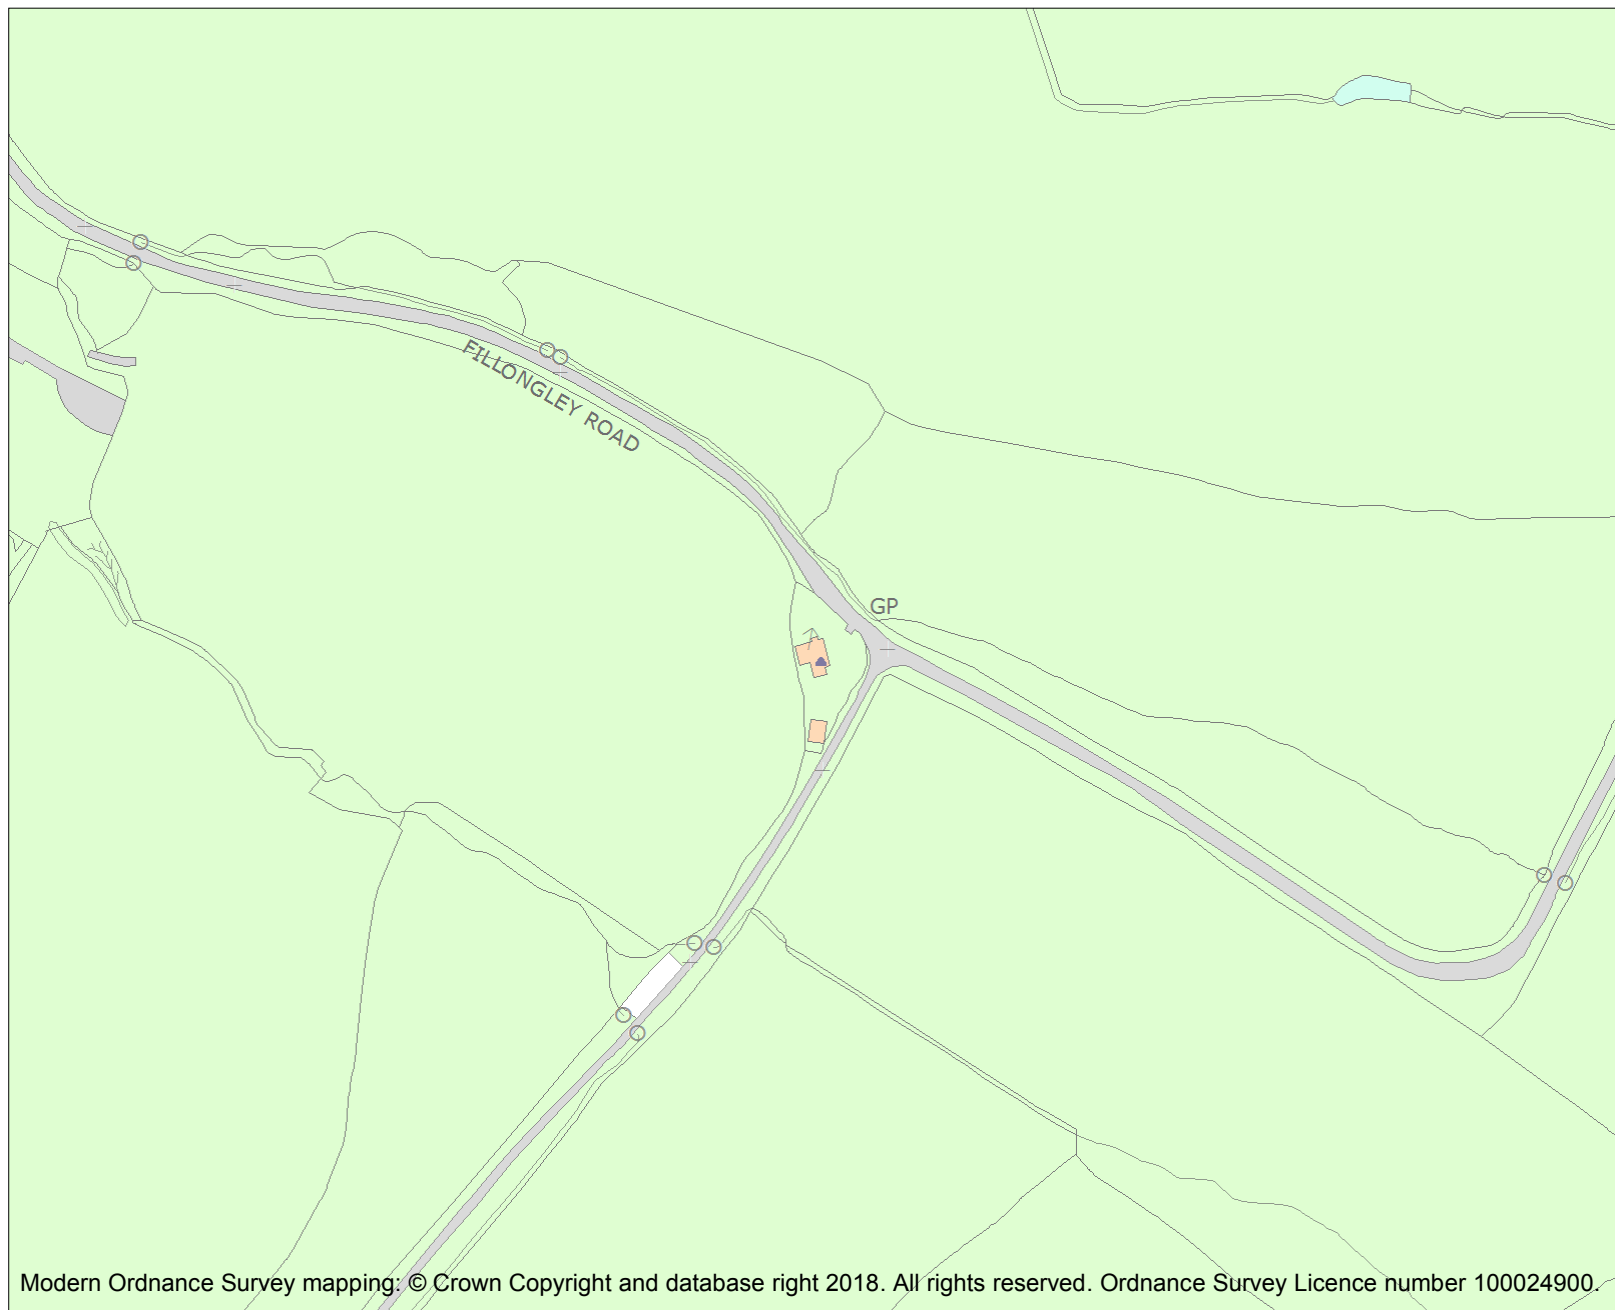 FILLONGLEY ROAD
GP
Modern Ordnance Survey mapping: © Crown Copyright and database right 2018. All rights reserved. Ordnance Survey Licence number 100024900.